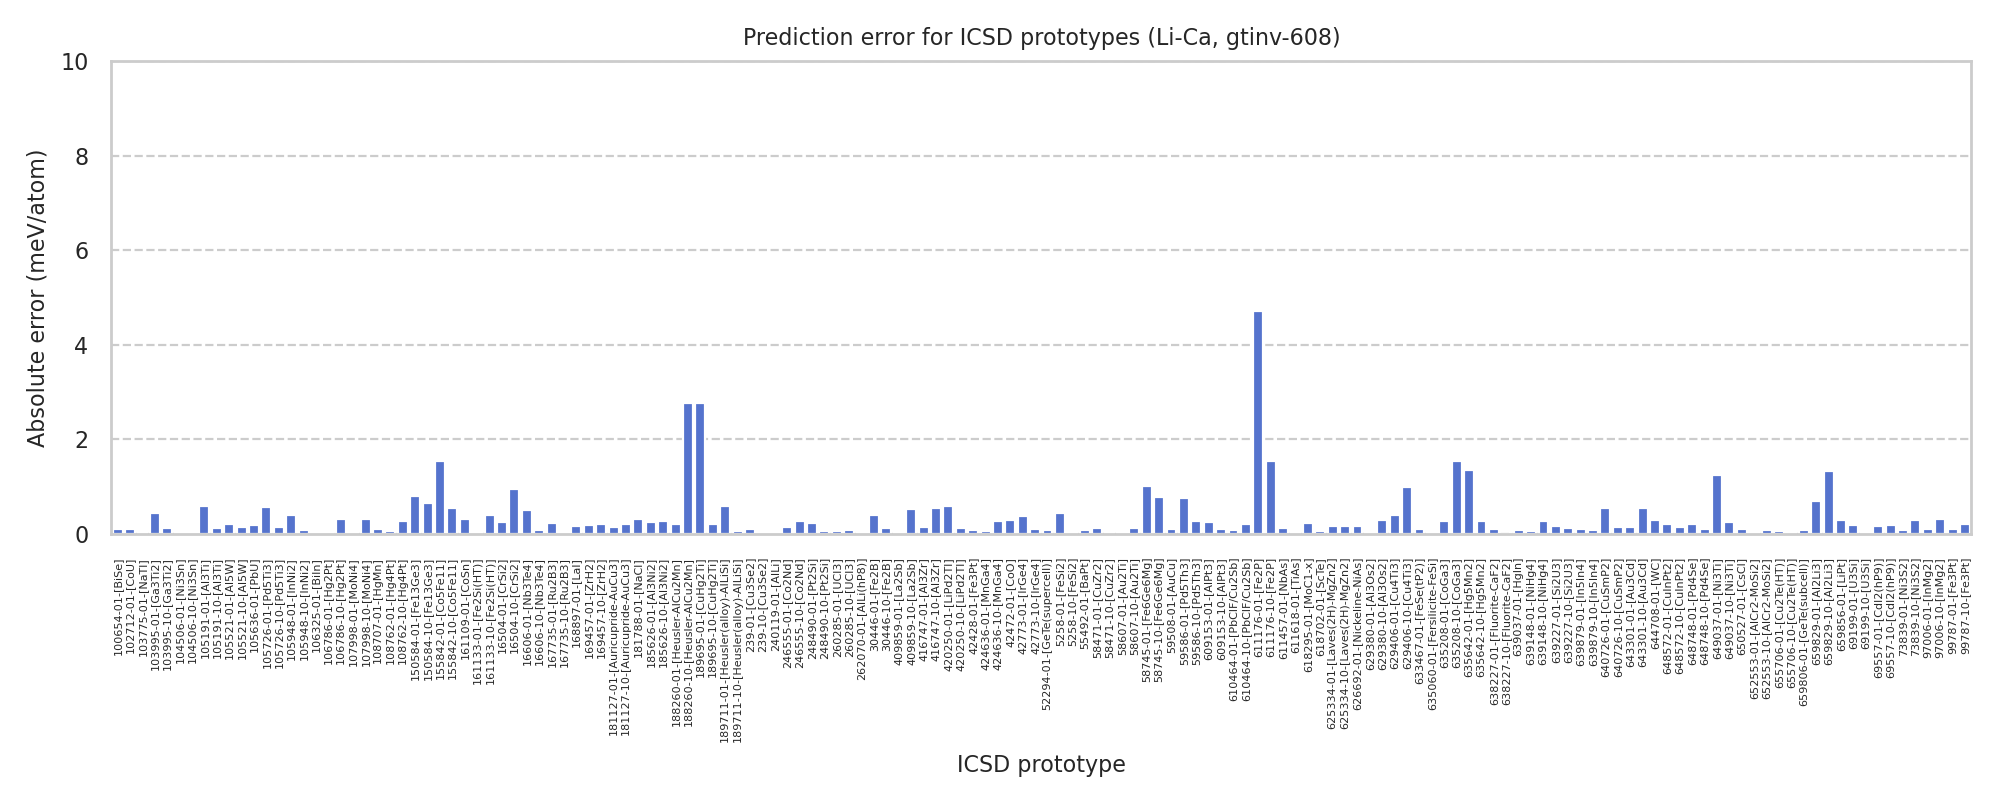 Prediction error for ICSD prototypes (Li-Ca, gtinv-608)
Absolute error (meV/atom)
10
8
6
4
2
0
100654-01-[BiSe]
102712-01-[CoU]
103775-01-[NaTl]
103995-01-[Ga3Ti2]
103995-10-[Ga3Ti2]
104506-01-[Ni3Sn]
104506-10-[Ni3Sn]
105191-01-[Al3Ti]
105191-10-[Al3Ti]
105521-01-[Al5W]
105521-10-[Al5W]
105636-01-[PbU]
105726-01-[Pd5Ti3]
105726-10-[Pd5Ti3]
105948-01-[InNi2]
105948-10-[InNi2]
106325-01-[BiIn]
106786-01-[Hg2Pt]
106786-10-[Hg2Pt]
107998-01-[MoNi4]
107998-10-[MoNi4]
108707-01-[HgMn]
108762-01-[Hg4Pt]
108762-10-[Hg4Pt]
150584-01-[Fe13Ge3]
150584-10-[Fe13Ge3]
155842-01-[Co5Fe11]
155842-10-[Co5Fe11]
161109-01-[CoSn]
161133-01-[Fe2Si(HT)]
161133-10-[Fe2Si(HT)]
16504-01-[CrSi2]
16504-10-[CrSi2]
16606-01-[Nb3Te4]
16606-10-[Nb3Te4]
167735-01-[Ru2B3]
167735-10-[Ru2B3]
168897-01-[LaI]
169457-01-[ZrH2]
169457-10-[ZrH2]
181127-01-[Auricupride-AuCu3]
181127-10-[Auricupride-AuCu3]
181788-01-[NaCl]
185626-01-[Al3Ni2]
185626-10-[Al3Ni2]
188260-01-[Heusler-AlCu2Mn]
188260-10-[Heusler-AlCu2Mn]
189695-01-[CuHg2Ti]
189695-10-[CuHg2Ti]
189711-01-[Heusler(alloy)-AlLiSi]
189711-10-[Heusler(alloy)-AlLiSi]
239-01-[Cu3Se2]
239-10-[Cu3Se2]
240119-01-[AlLi]
246555-01-[Co2Nd]
246555-10-[Co2Nd]
248490-01-[Pt2Si]
248490-10-[Pt2Si]
260285-01-[UCl3]
260285-10-[UCl3]
262070-01-[AlLi(hP8)]
30446-01-[Fe2B]
30446-10-[Fe2B]
409859-01-[La2Sb]
409859-10-[La2Sb]
416747-01-[Al3Zr]
416747-10-[Al3Zr]
420250-01-[LiPd2Tl]
420250-10-[LiPd2Tl]
42428-01-[Fe3Pt]
424636-01-[MnGa4]
424636-10-[MnGa4]
42472-01-[CoO]
42773-01-[IrGe4]
42773-10-[IrGe4]
52294-01-[GeTe(supercell)]
5258-01-[FeSi2]
5258-10-[FeSi2]
55492-01-[BaPt]
58471-01-[CuZr2]
58471-10-[CuZr2]
58607-01-[Au2Ti]
58607-10-[Au2Ti]
58745-01-[Fe6Ge6Mg]
58745-10-[Fe6Ge6Mg]
59508-01-[AuCu]
59586-01-[Pd5Th3]
59586-10-[Pd5Th3]
609153-01-[AlPt3]
609153-10-[AlPt3]
610464-01-[PbClF/Cu2Sb]
610464-10-[PbClF/Cu2Sb]
611176-01-[Fe2P]
611176-10-[Fe2P]
611457-01-[NbAs]
611618-01-[TiAs]
618295-01-[MoC1-x]
618702-01-[ScTe]
625334-01-[Laves(2H)-MgZn2]
625334-10-[Laves(2H)-MgZn2]
626692-01-[Nickeline-NiAs]
629380-01-[Al3Os2]
629380-10-[Al3Os2]
629406-01-[Cu4Ti3]
629406-10-[Cu4Ti3]
633467-01-[FeSe(tP2)]
635060-01-[Fersilicite-FeSi]
635208-01-[CoGa3]
635208-10-[CoGa3]
635642-01-[Hg5Mn2]
635642-10-[Hg5Mn2]
638227-01-[Fluorite-CaF2]
638227-10-[Fluorite-CaF2]
639037-01-[HgIn]
639148-01-[NiHg4]
639148-10-[NiHg4]
639227-01-[Si2U3]
639227-10-[Si2U3]
639879-01-[In5In4]
639879-10-[In5In4]
640726-01-[CuSmP2]
640726-10-[CuSmP2]
643301-01-[Au3Cd]
643301-10-[Au3Cd]
644708-01-[WC]
648572-01-[CuInPt2]
648572-10-[CuInPt2]
648748-01-[Pd4Se]
648748-10-[Pd4Se]
649037-01-[Ni3Ti]
649037-10-[Ni3Ti]
650527-01-[CsCl]
652553-01-[AlCr2-MoSi2]
652553-10-[AlCr2-MoSi2]
655706-01-[Cu2Te(HT)]
655706-10-[Cu2Te(HT)]
659806-01-[GeTe(subcell)]
659829-01-[Al2Li3]
659829-10-[Al2Li3]
659856-01-[LiPt]
69199-01-[U3Si]
69199-10-[U3Si]
69557-01-[CdI2(hP9)]
69557-10-[CdI2(hP9)]
73839-01-[Ni3S2]
73839-10-[Ni3S2]
97006-01-[InMg2]
97006-10-[InMg2]
99787-01-[Fe3Pt]
99787-10-[Fe3Pt]
ICSD prototype